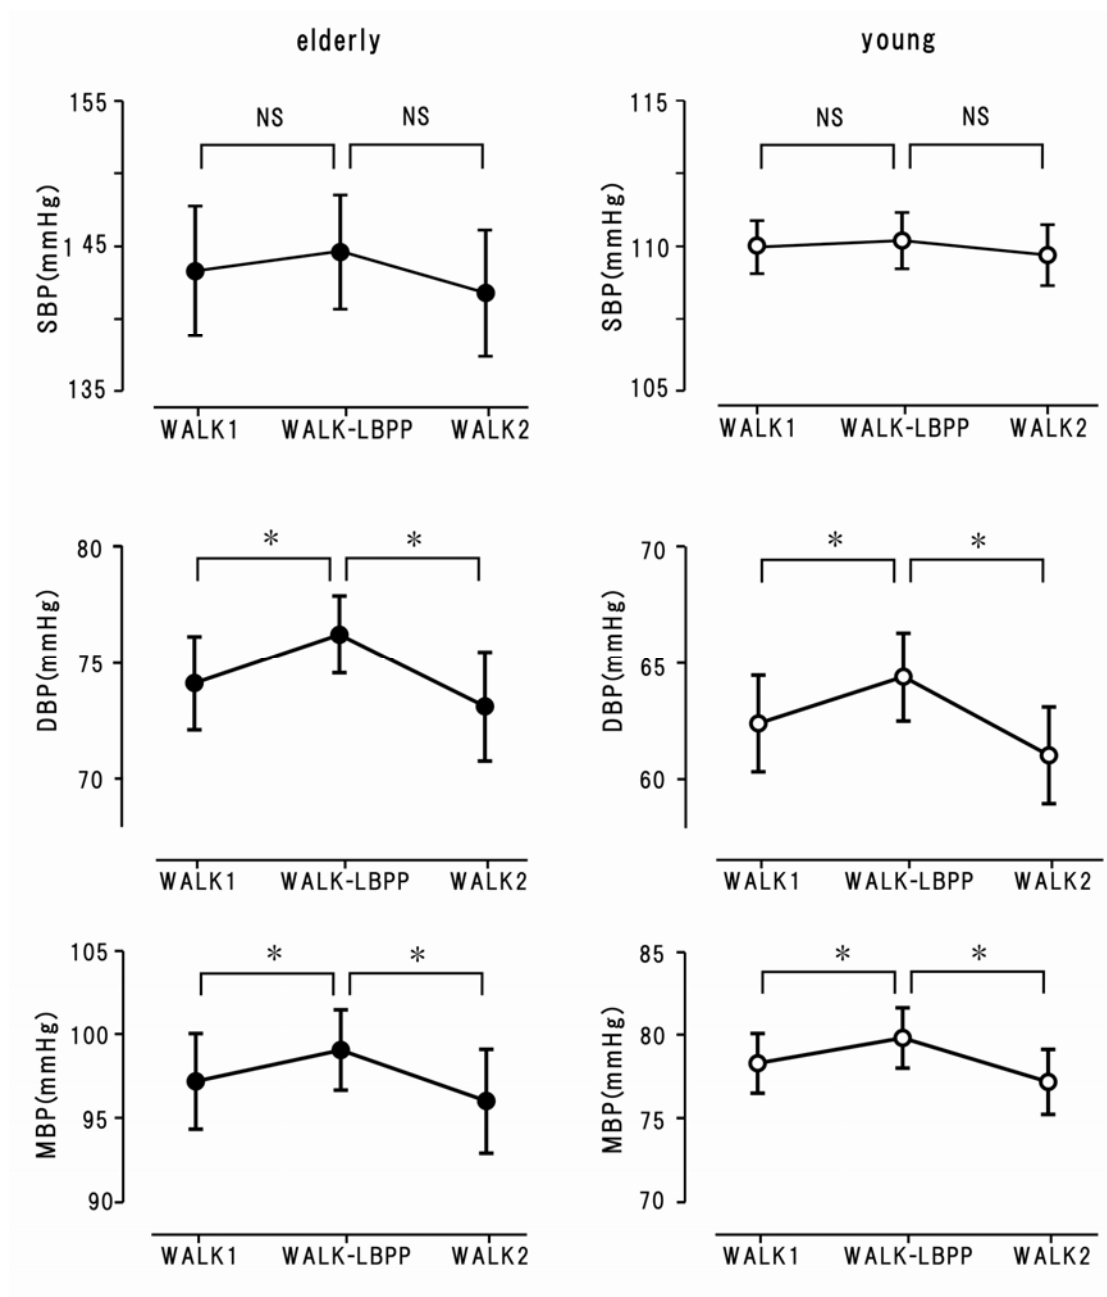 elderly
young
155
NS
NS
SBP(mmHg)
145
135
WALK1 WALK-LBPP WALK2
115
NS
NS
SBP(mmHg)
110
105
WALK1 WALK-LBPP WALK2
80
*
*
DBP(mmHg)
75
70
WALK1 WALK-LBPP WALK2
70
*
*
DBP(mmHg)
65
60
WALK1 WALK-LBPP WALK2
105
*
*
MBP(mmHg)
100
95
90
WALK1 WALK-LBPP WALK2
85
*
*
MBP(mmHg)
80
75
70
WALK1 WALK-LBPP WALK2